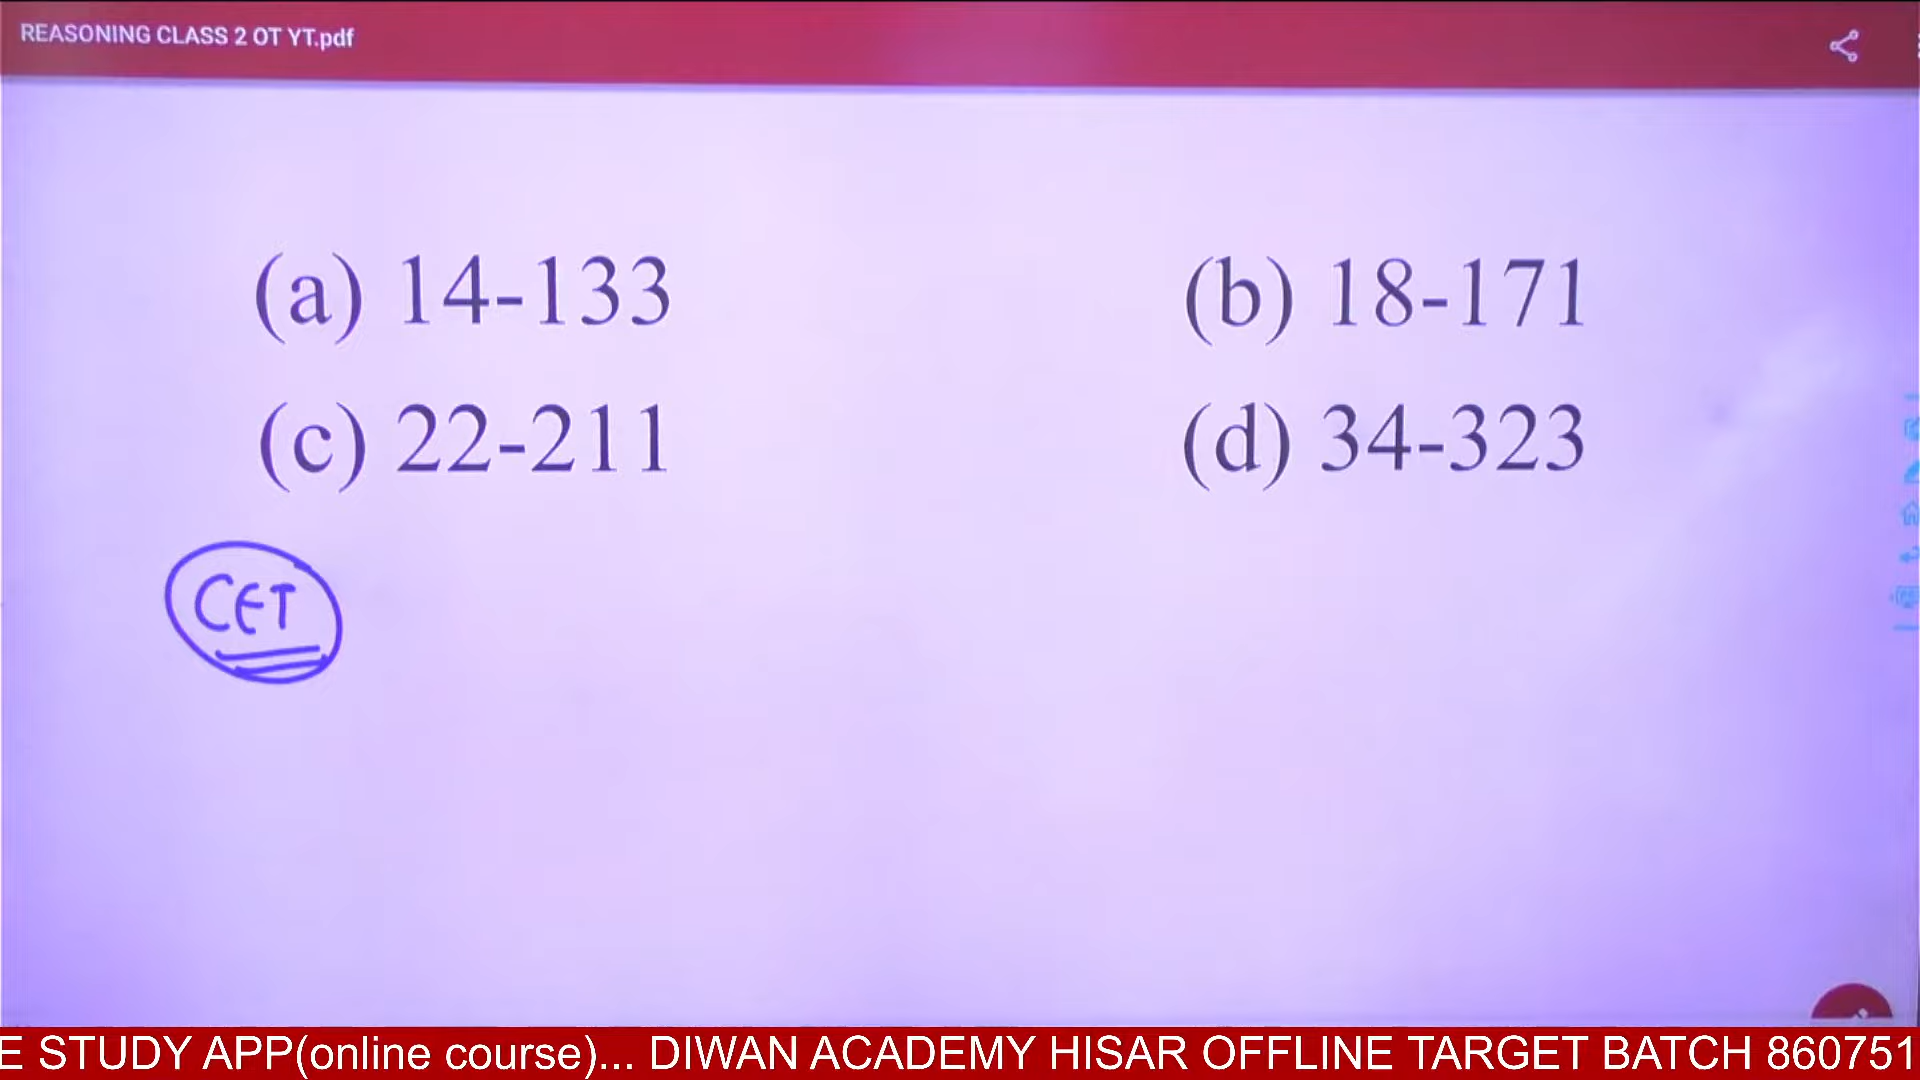 REASONING CLASS 2 OT YT.pdf
(a) 14-133 (b) 18-171
(c) 22-211 (d) 34-323
CET
E STUDY APP(online course)... DIWAN ACADEMY HISAR OFFLINE TARGET BATCH 860751